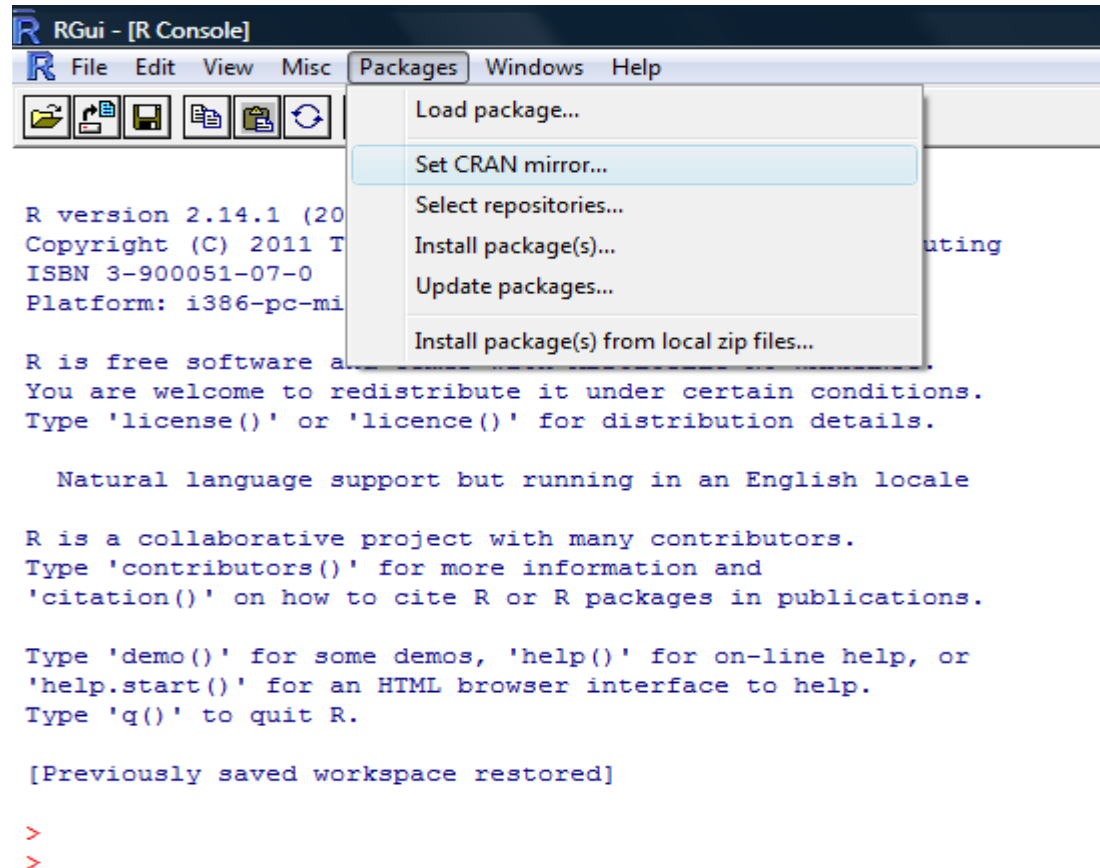 RGui - [R Console]
File Edit View Misc Packages Windows Help
Load package...
Set CRAN mirror...
Select repositories...
Install package(s)...
Update packages...
Install package(s) from local zip files...
R version 2.14.1 (20
Copyright (C) 2011 T uting
ISBN 3-900051-07-0
Platform: i386-pc-mi
R is free software
You are welcome to redistribute it under certain conditions.
Type 'license()' or 'licence()' for distribution details.
Natural language support but running in an English locale
R is a collaborative project with many contributors.
Type 'contributors()' for more information and
'citation()' on how to cite R or R packages in publications.
Type 'demo()' for some demos, 'help()' for on-line help, or
'help.start()' for an HTML browser interface to help.
Type 'q()' to quit R.
[Previously saved workspace restored]
>
>